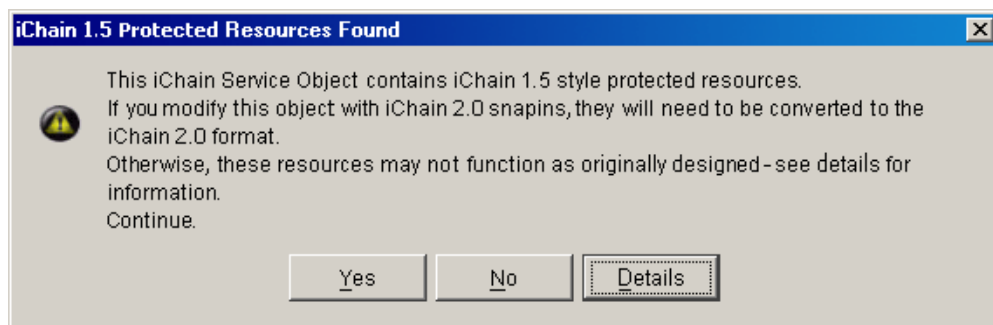 iChain 1.5 Protected Resources Found
This iChain Service Object contains iChain 1.5 style protected resources.
If you modify this object with iChain 2.0 snapins, they will need to be converted to the
iChain 2.0 format.
Otherwise, these resources may not function as originally designed - see details for
information.
Continue.
Yes No Details